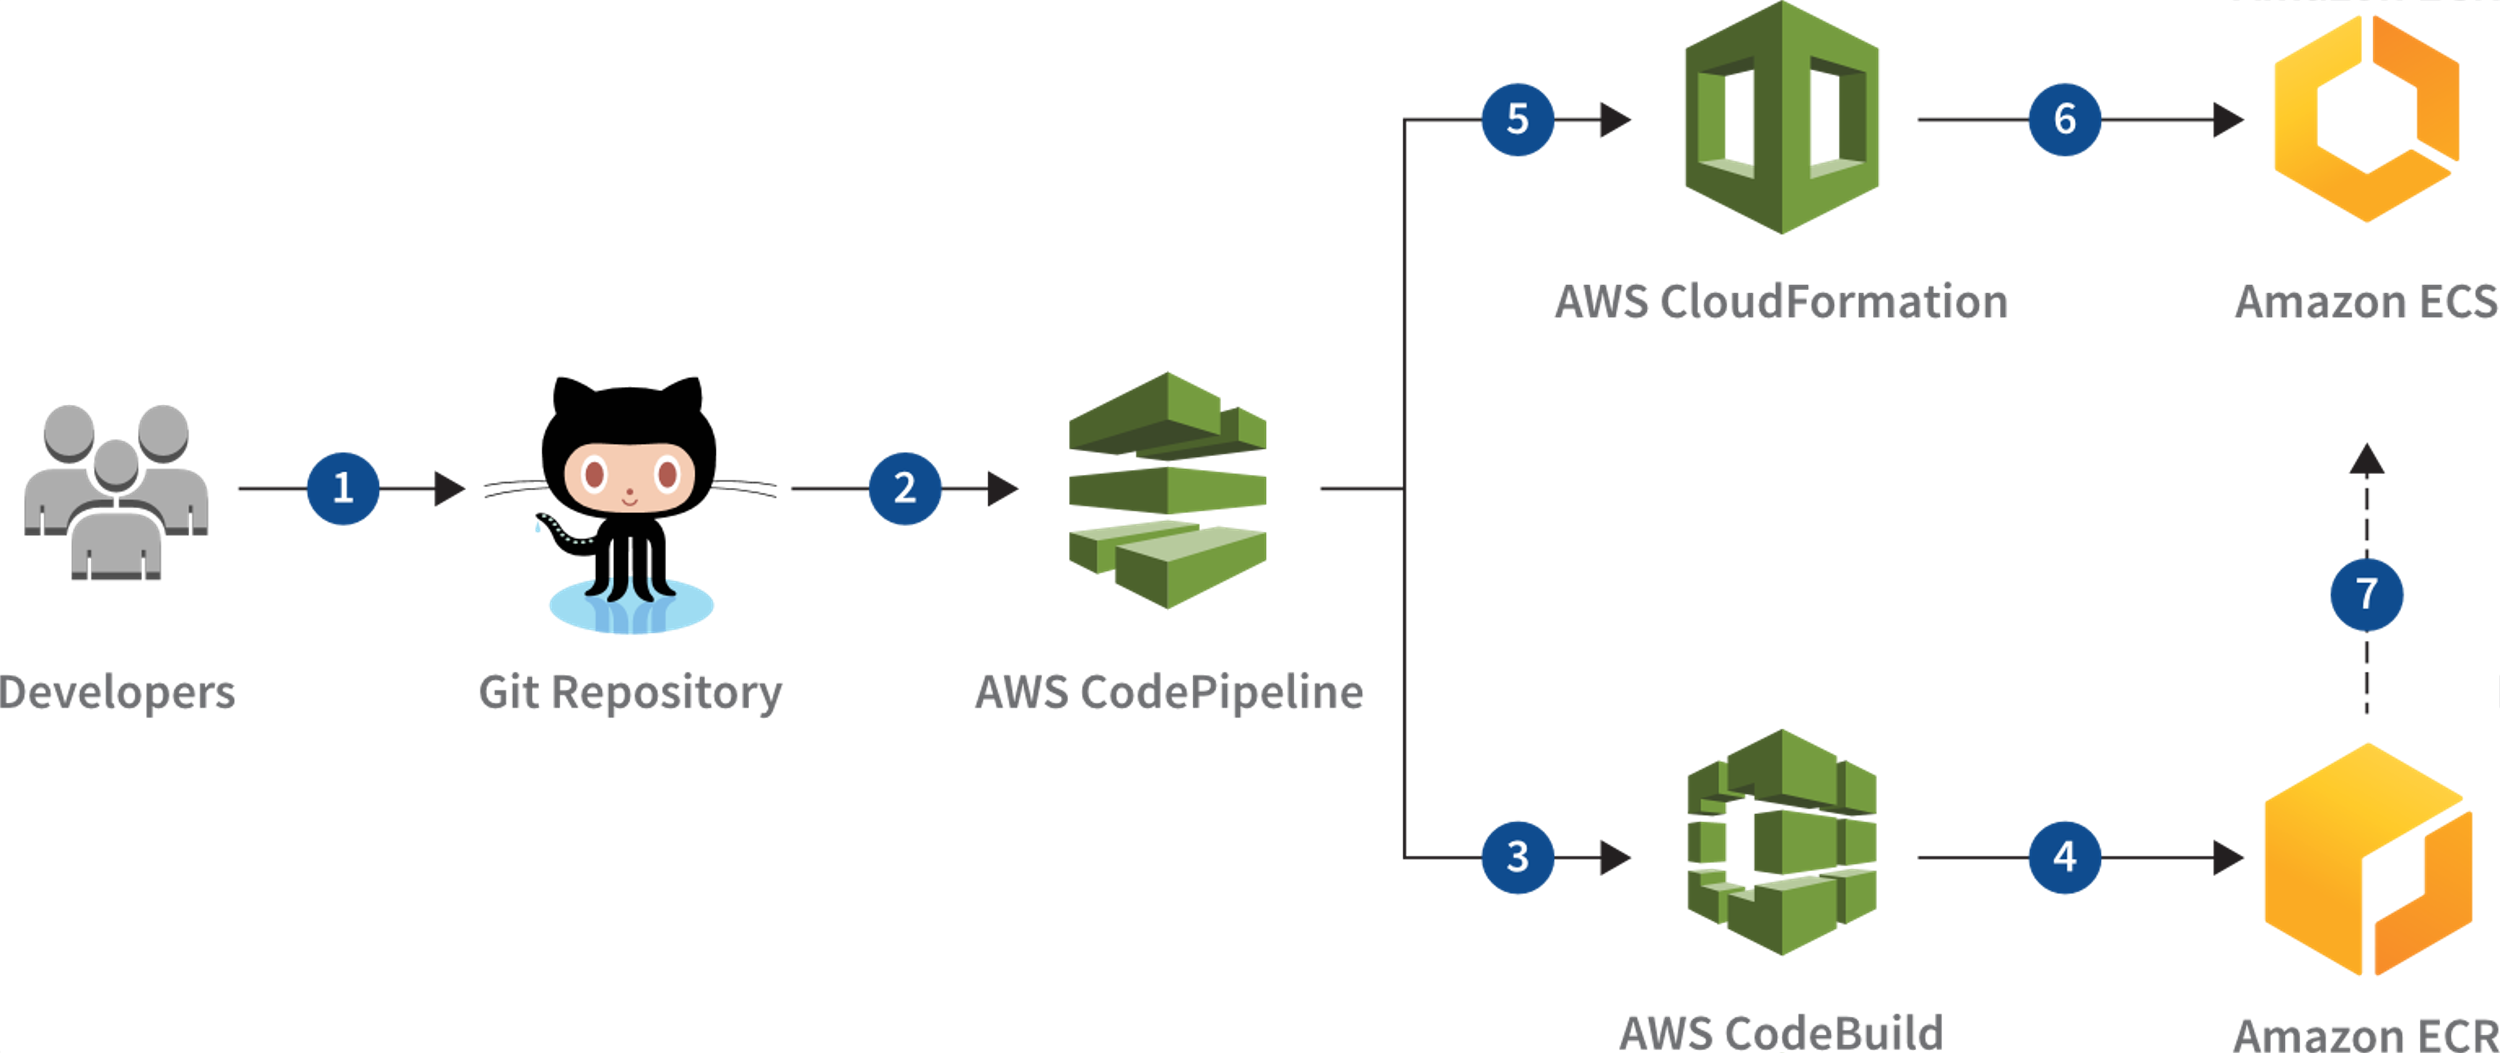 5
6
AWS CloudFormation
Amazon ECS
1
2
7
Developers
Git Repository
AWS CodePipeline
3
4
AWS CodeBuild
Amazon ECR